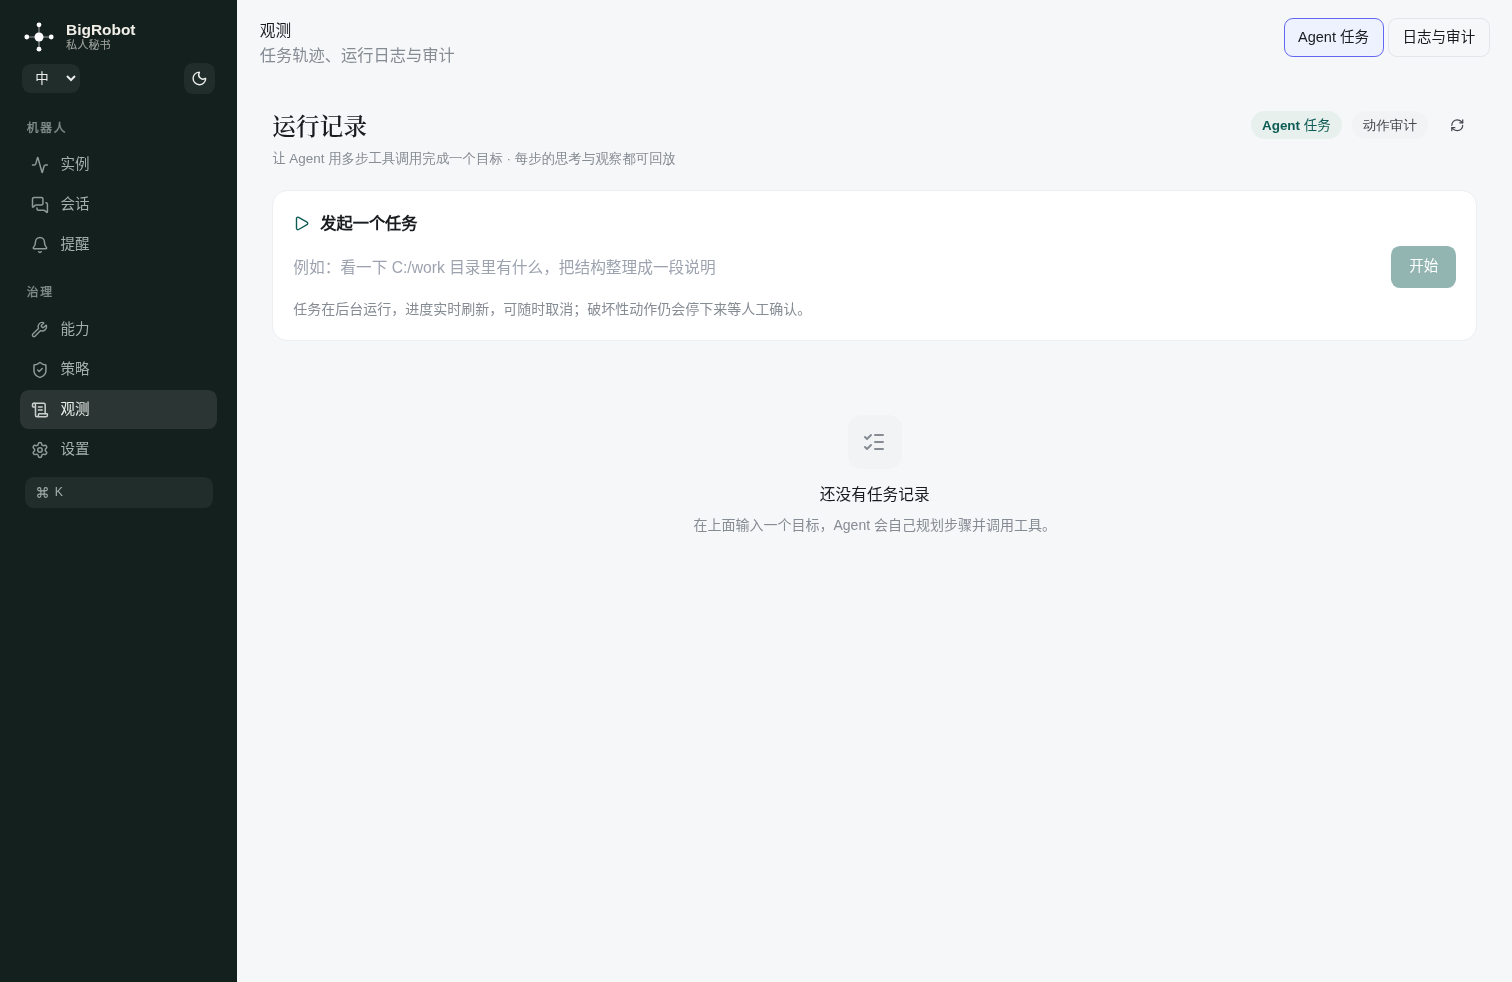 BigRobot
私人秘书
中
机器人
实例
会话
提醒
治理
能力
策略
观测
设置
⌘ K
观测
任务轨迹、运行日志与审计
Agent 任务
日志与审计
运行记录
让 Agent 用多步工具调用完成一个目标 · 每步的思考与观察都可回放
Agent 任务
动作审计
发起一个任务
例如：看一下 C:/work 目录里有什么，把结构整理成一段说明
开始
任务在后台运行，进度实时刷新，可随时取消；破坏性动作仍会停下来等人工确认。
还没有任务记录
在上面输入一个目标，Agent 会自己规划步骤并调用工具。